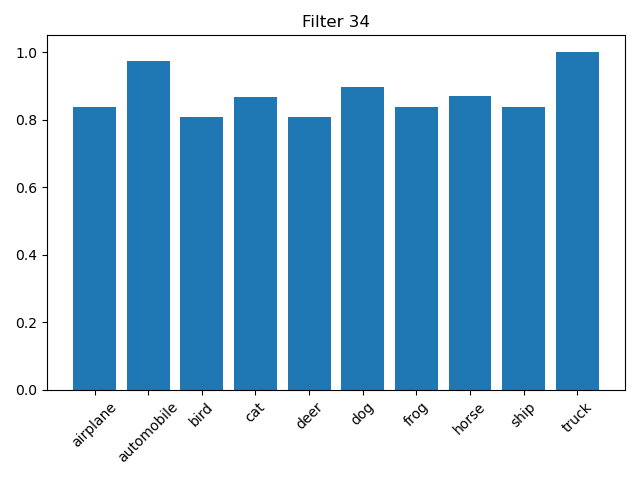 Filter 34
1.0
0.8
0.6
0.4
0.2
0.0
airplane
automobile
bird
cat
deer
dog
frog
horse
ship
truck